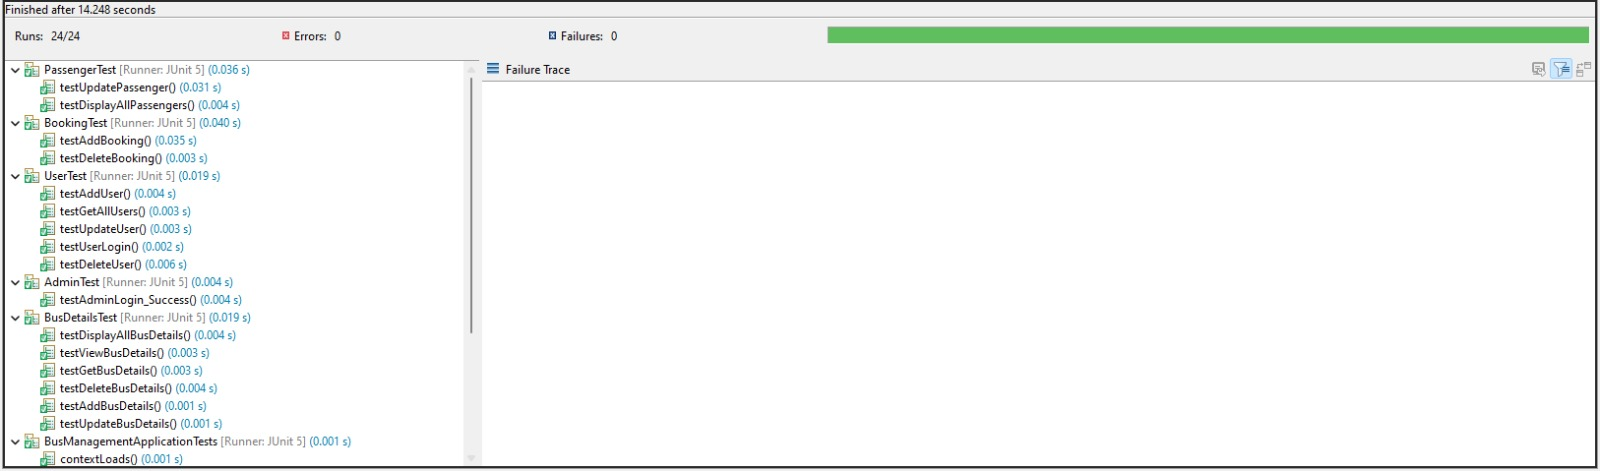 Finished after 14.248 seconds
Runs: 24/24 Errors: 0 Failures: 0
PassengerTest [Runner: JUnit 5] (0.036 s)
testUpdatePassenger() (0.031 s)
testDisplayAllPassengers() (0.004 s)
BookingTest [Runner: JUnit 5] (0.040 s)
testAddBooking() (0.035 s)
testDeleteBooking() (0.003 s)
UserTest [Runner: JUnit 5] (0.019 s)
testAddUser() (0.004 s)
testGetAllUsers() (0.003 s)
testUpdateUser() (0.003 s)
testUserLogin() (0.002 s)
testDeleteUser() (0.006 s)
AdminTest [Runner: JUnit 5] (0.004 s)
testAdminLogin_Success() (0.004 s)
BusDetailsTest [Runner: JUnit 5] (0.019 s)
testDisplayAllBusDetails() (0.004 s)
testViewBusDetails() (0.003 s)
testGetBusDetails() (0.003 s)
testDeleteBusDetails() (0.004 s)
testAddBusDetails() (0.001 s)
testUpdateBusDetails() (0.001 s)
BusManagementApplicationTests [Runner: JUnit 5] (0.001 s)
contextLoads() (0.001 s)
Failure Trace